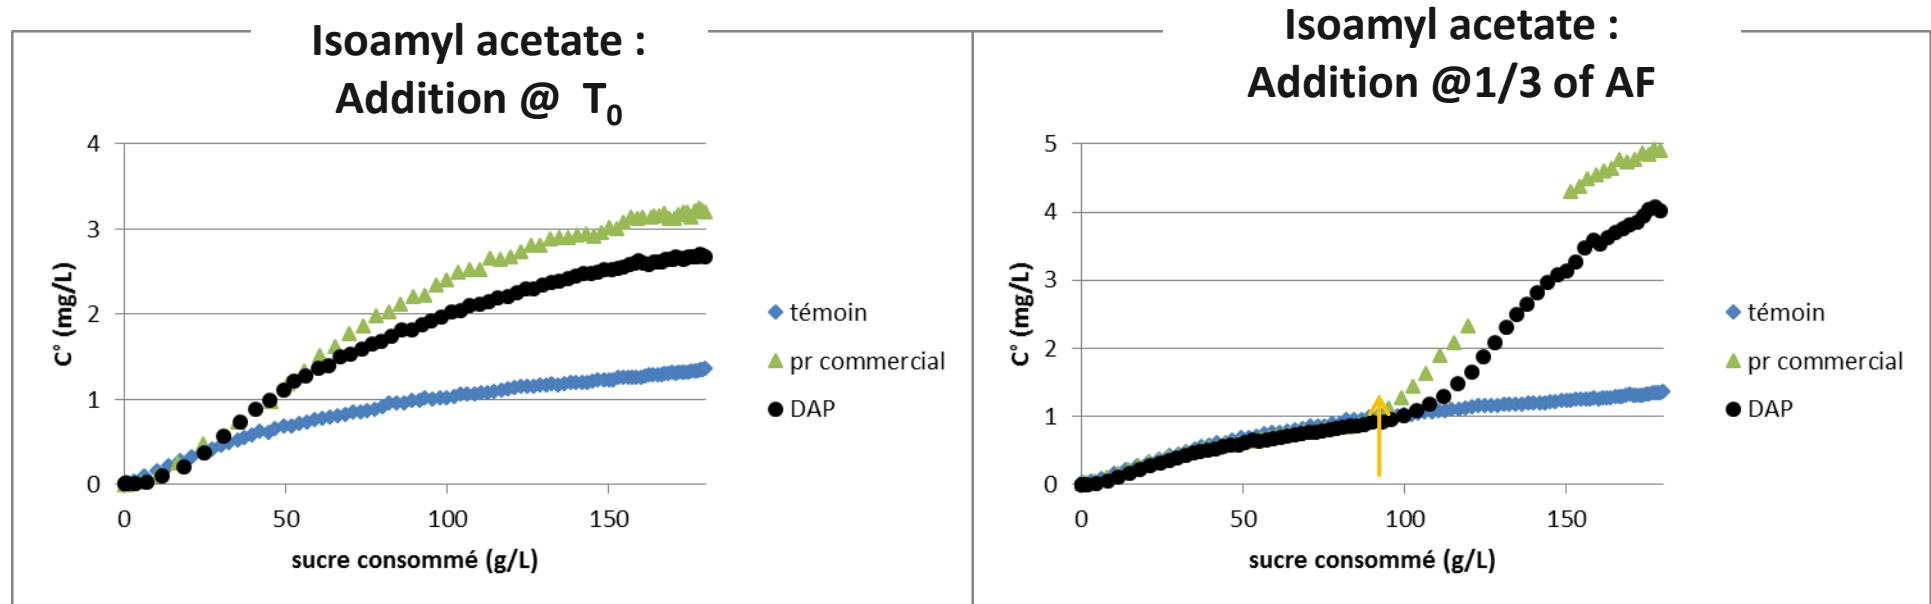 Isoamyl acetate :
Addition @ T0
4
3
2
1
0
C° (mg/L)
0 50 100 150
sucre consommé (g/L)
témoin
pr commercial
DAP
Isoamyl acetate :
Addition @1/3 of AF
5
4
3
2
1
0
C° (mg/L)
0 50 100 150
sucre consommé (g/L)
témoin
pr commercial
DAP